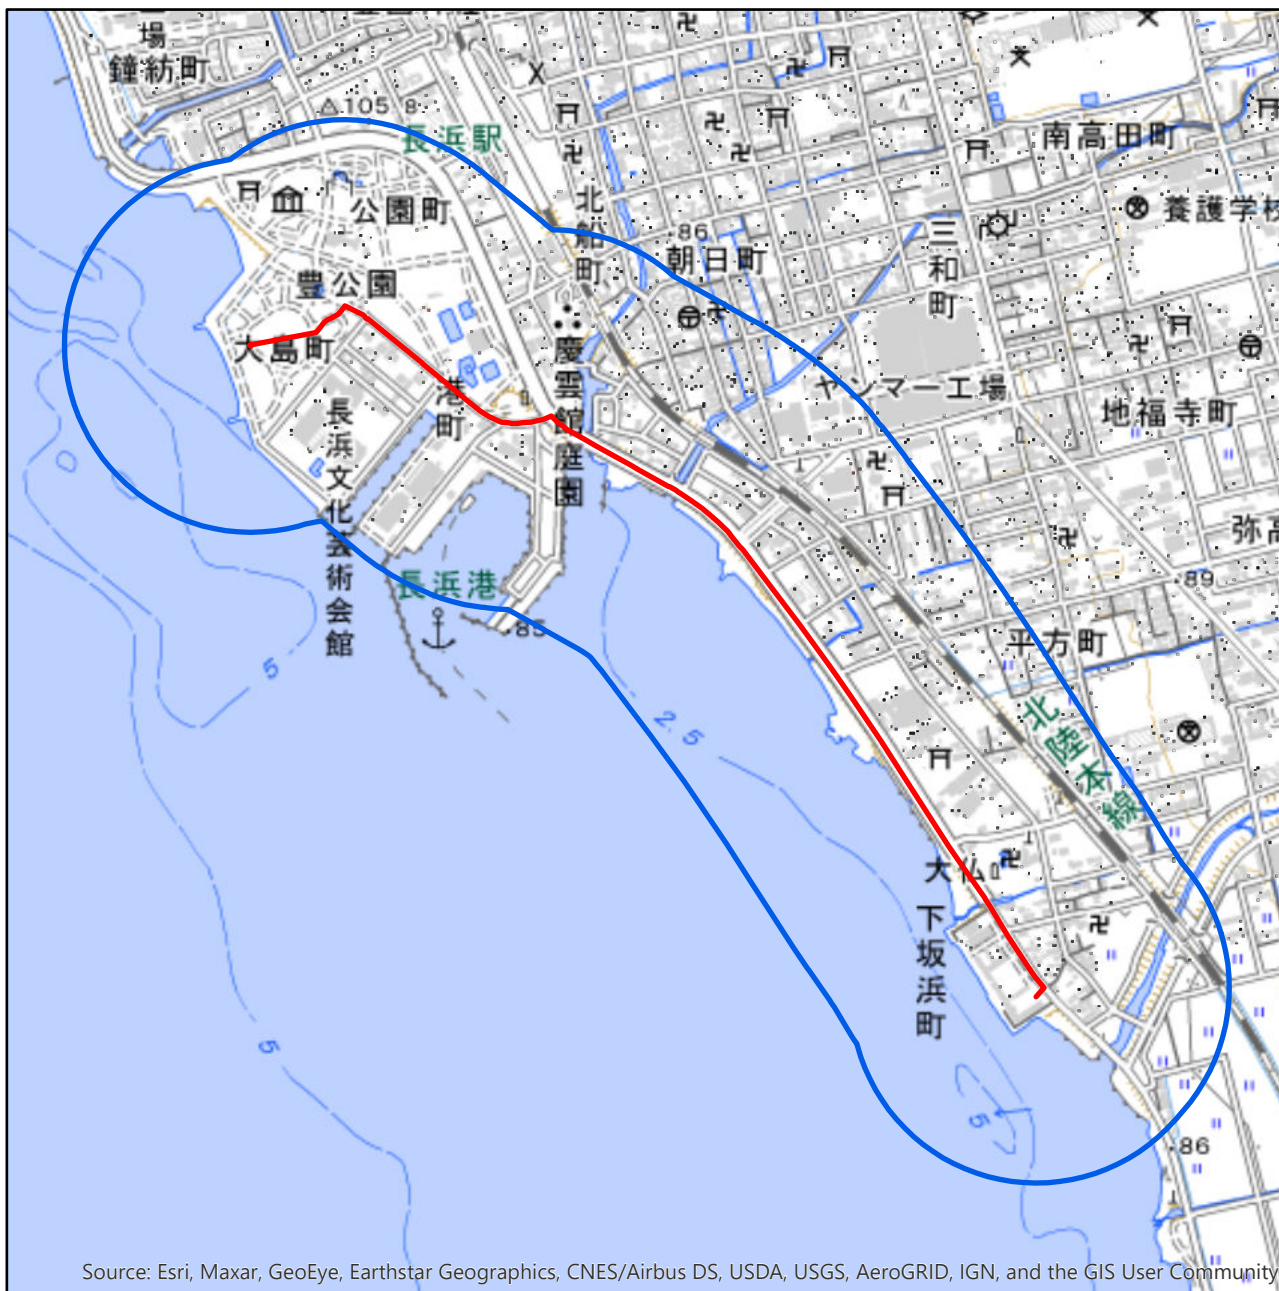 場
鐘紡町
105
8
長浜駅
南高田町
養護学校
公園町
北船町
86
朝日町
三和町
豊公園
大島町
慶雲館庭園
港町
ヤンマー工場
地福寺町
長浜文化芸術会館
弥高
長浜港
85
89
平方町
5
2.5
北陸本線
大仏
下坂浜町
5
5
86
Source: Esri, Maxar, GeoEye, Earthstar Geographics, CNES/Airbus DS, USDA, USGS, AeroGRID, IGN, and the GIS User Community